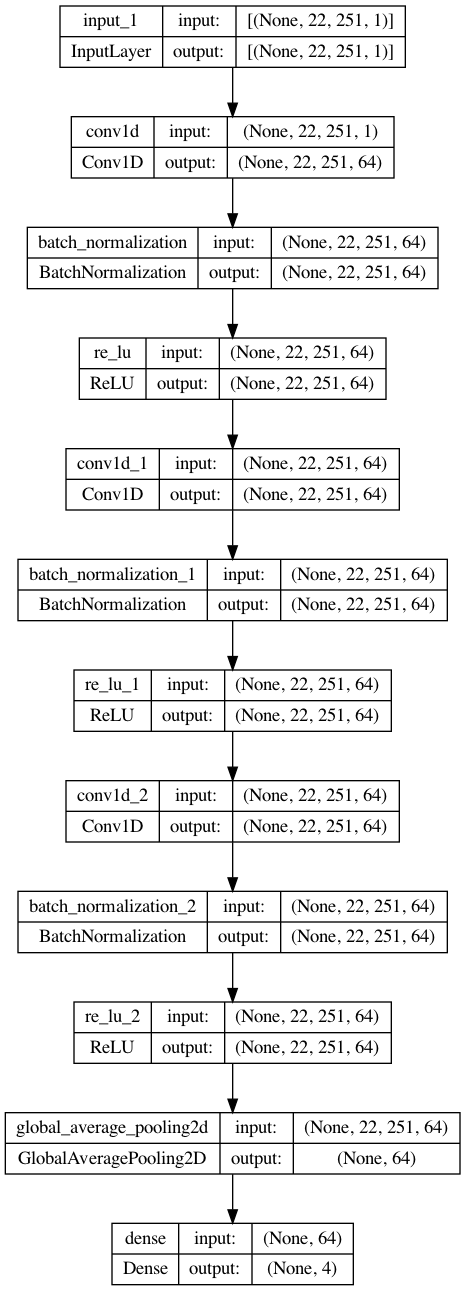 input_1 input: [(None, 22, 251, 1)]
InputLayer output: [(None, 22, 251, 1)]
conv1d input: (None, 22, 251, 1)
Conv1D output: (None, 22, 251, 64)
batch_normalization input: (None, 22, 251, 64)
BatchNormalization output: (None, 22, 251, 64)
re_lu input: (None, 22, 251, 64)
ReLU output: (None, 22, 251, 64)
conv1d_1 input: (None, 22, 251, 64)
Conv1D output: (None, 22, 251, 64)
batch_normalization_1 input: (None, 22, 251, 64)
BatchNormalization output: (None, 22, 251, 64)
re_lu_1 input: (None, 22, 251, 64)
ReLU output: (None, 22, 251, 64)
conv1d_2 input: (None, 22, 251, 64)
Conv1D output: (None, 22, 251, 64)
batch_normalization_2 input: (None, 22, 251, 64)
BatchNormalization output: (None, 22, 251, 64)
re_lu_2 input: (None, 22, 251, 64)
ReLU output: (None, 22, 251, 64)
global_average_pooling2d input: (None, 22, 251, 64)
GlobalAveragePooling2D output: (None, 64)
dense input: (None, 64)
Dense output: (None, 4)